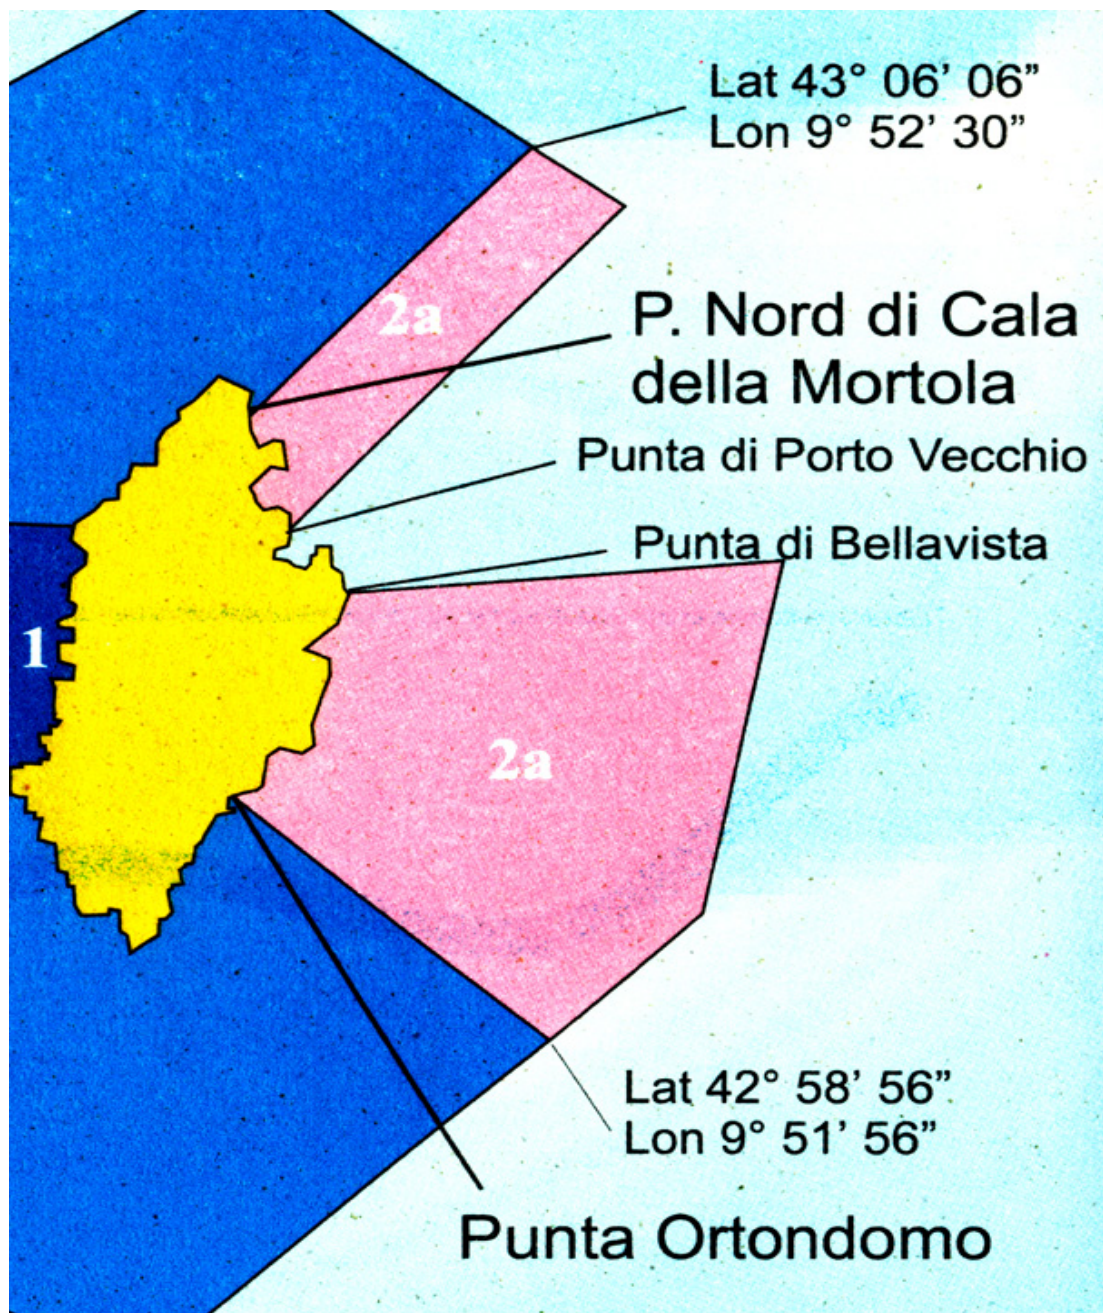 Lat 43° 06’ 06”
Lon 9° 52’ 30”
2a
P. Nord di Cala
della Mortola
Punta di Porto Vecchio
Punta di Bellavista
1
2a
Lat 42° 58’ 56”
Lon 9° 51’ 56”
Punta Ortondomo